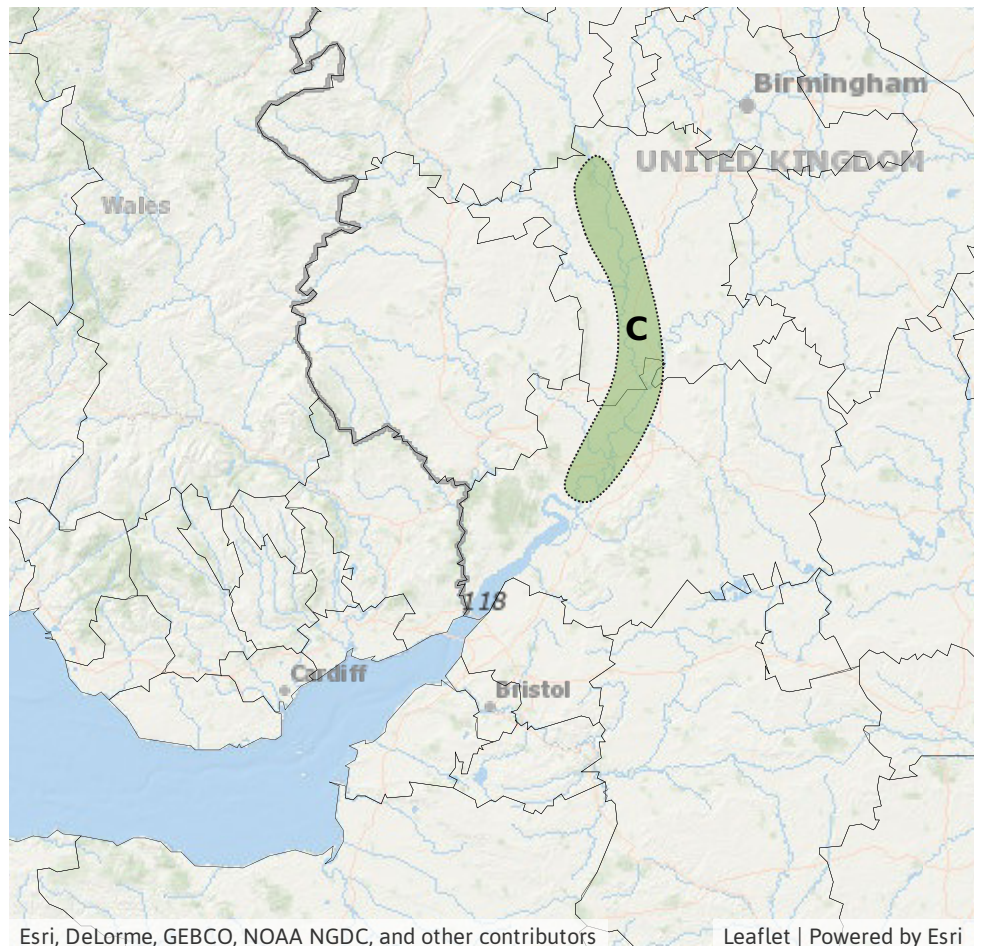 Birmingham
UNITED KINGDOM
Wales
C
118
Cardiff
Bristol
Esri, DeLorme, GEBCO, NOAA NGDC, and other contributors
Leaflet | Powered by Esri